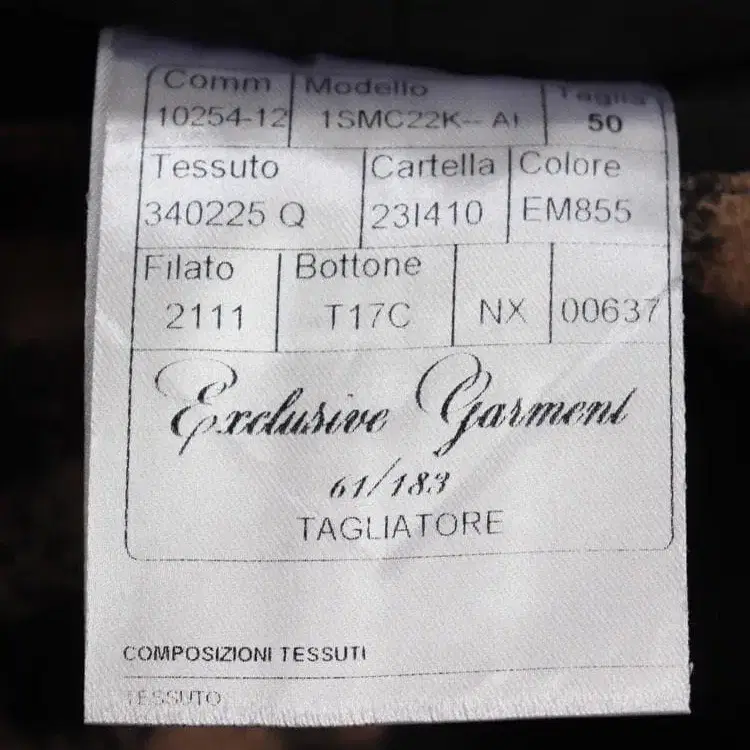 Comm Modello Taglia
10254-12 1SMC22K-- AI 50
Tessuto Cartella Colore
340225 Q 23I410 EM855
Filato Bottone
2111 T17C NX 00637
Exclusive Garment
61/183
TAGLIATORE
COMPOSIZIONI TESSUTI
TESSUTO